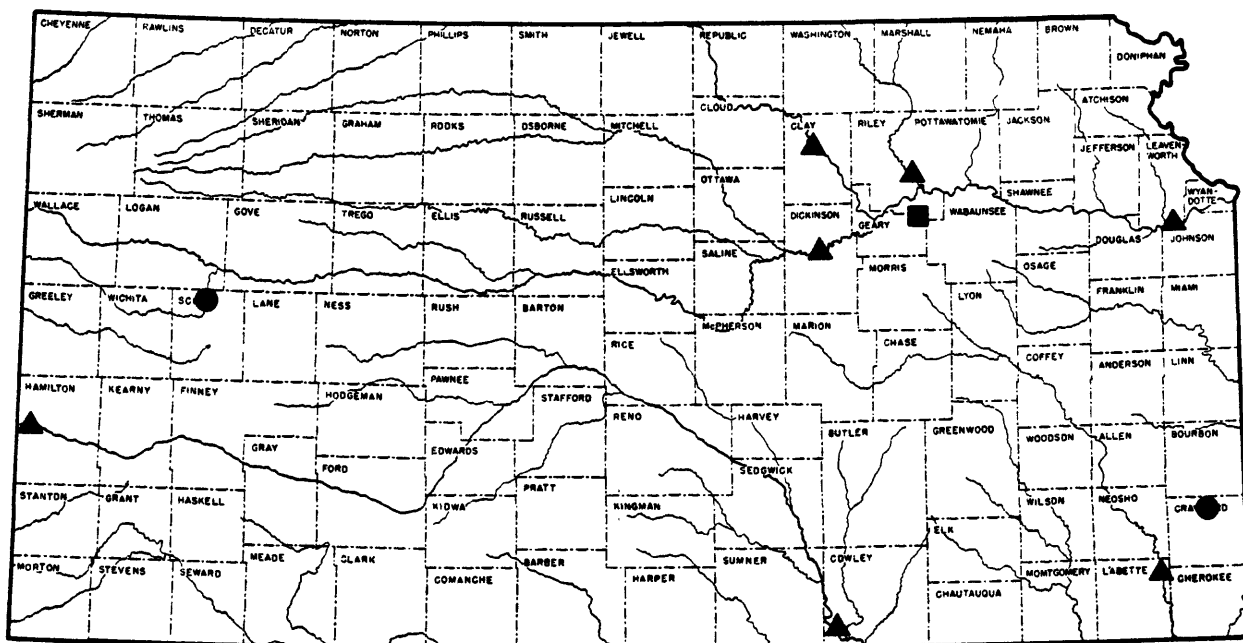 CHEYENNE
RAWLINS
DECATUR
NORTON
PHILLIPS
SMITH
JEWELL
REPUBLIC
WASHINGTON
MARSHALL
NEMAHA
BROWN
DONIPHAN
SHERMAN
THOMAS
SHERIDAN
GRAHAM
ROOKS
OSBORNE
MITCHELL
CLOUD
CLAY
RILEY
POTTAWATOMIE
JACKSON
ATCHISON
JEFFERSON
LEAVEN-
WORTH
WYAN-
DOTTE
WALLACE
LOGAN
GOVE
TREGO
ELLIS
RUSSELL
LINCOLN
OTTAWA
DICKINSON
GEARY
WABAUNSEE
SHAWNEE
DOUGLAS
JOHNSON
GREELEY
WICHITA
LANE
NESS
RUSH
BARTON
ELLSWORTH
SALINE
MORRIS
LYON
OSAGE
FRANKLIN
MIAMI
HAMILTON
KEARNY
FINNEY
HODGEMAN
PAWNEE
STAFFORD
RICE
McPHERSON
MARION
CHASE
COFFEY
ANDERSON
LINN
GRAY
FORD
EDWARDS
RENO
HARVEY
BUTLER
GREENWOOD
WOODSON
ALLEN
BOURBON
STANTON
GRANT
HASKELL
KIOWA
PRATT
KINGMAN
SEDGWICK
ELK
WILSON
NEOSHO
MORTON
STEVENS
SEWARD
MEADE
CLARK
COMANCHE
BARBER
HARPER
SUMNER
COWLEY
CHAUTAUQUA
MONTGOMERY
LABETTE
CHEROKEE